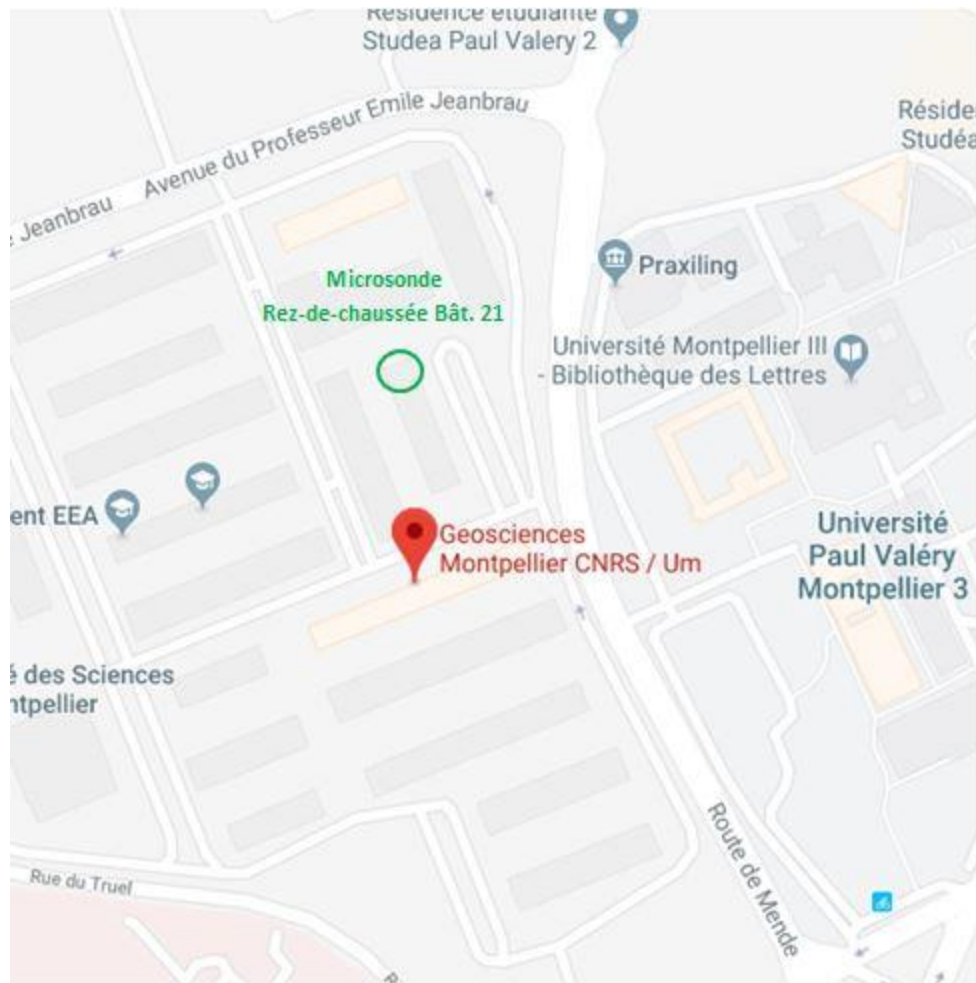 Résidence étudiante
Studea Paul Valery 2
Avenue du Professeur Emile Jeanbrau
Jeanbrau
Réside
Studéa
Microsonde
Rez-de-chaussée Bât. 21
Praxiling
Université Montpellier III
- Bibliothèque des Lettres
ent EEA
Geosciences
Montpellier CNRS / Um
Université
Paul Valéry
Montpellier 3
é des Sciences
ntpellier
Route de Mende
Rue du Truel